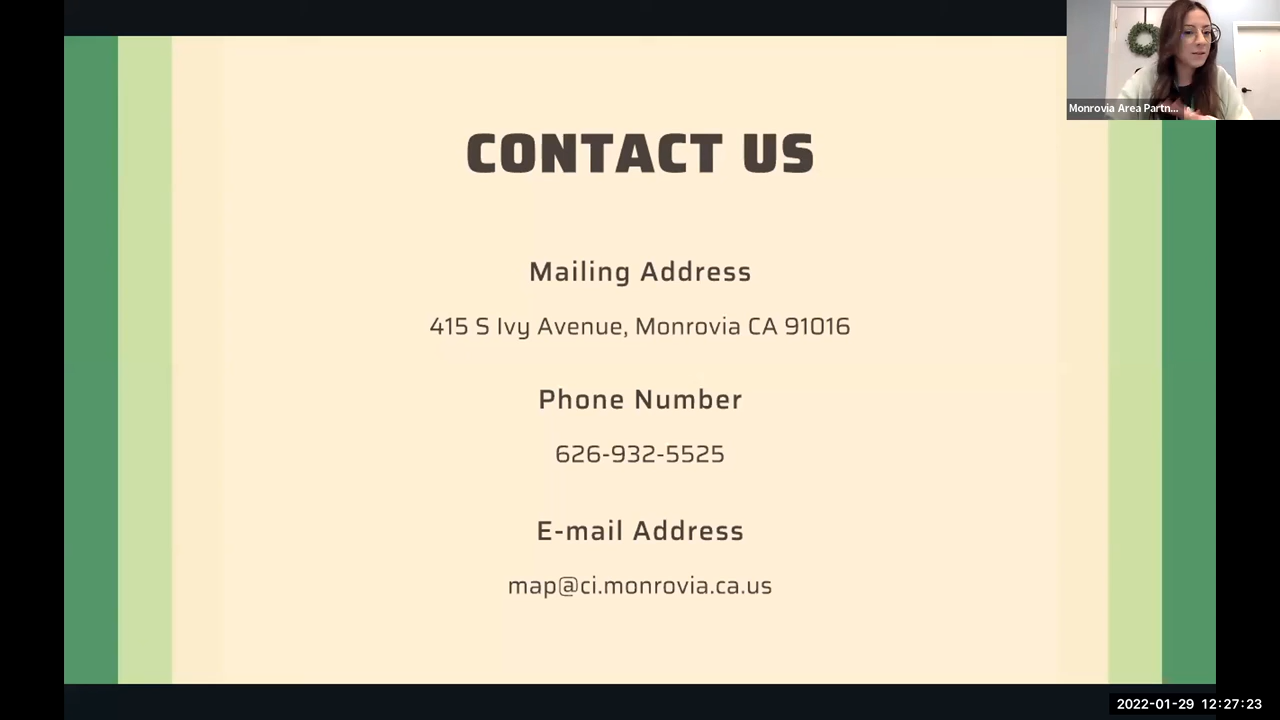 CONTACT US
Mailing Address
415 S Ivy Avenue, Monrovia CA 91016
Phone Number
626-932-5525
E-mail Address
map@ci.monrovia.ca.us
Monrovia Area Partn...
2022-01-29 12:27:23